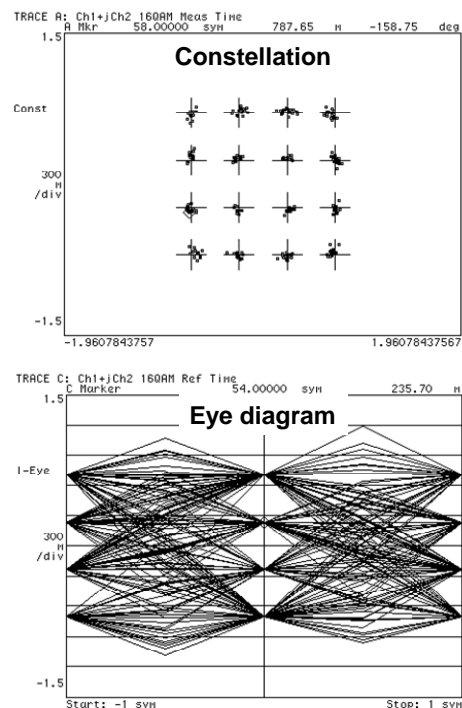 TRACE A: Ch1+jCh2 16QAM Meas Time
A Mkr 58.00000 sym 787.65 m -158.75 deg
1.5
Constellation
Const
300
m
/div
-1.5
-1.9607843757 1.96078437567
TRACE C: Ch1+jCh2 16QAM Ref Time
C Marker 54.00000 sym 235.70 m
1.5
Eye diagram
I-Eye
300
m
/div
-1.5
Start: -1 sym Stop: 1 sym